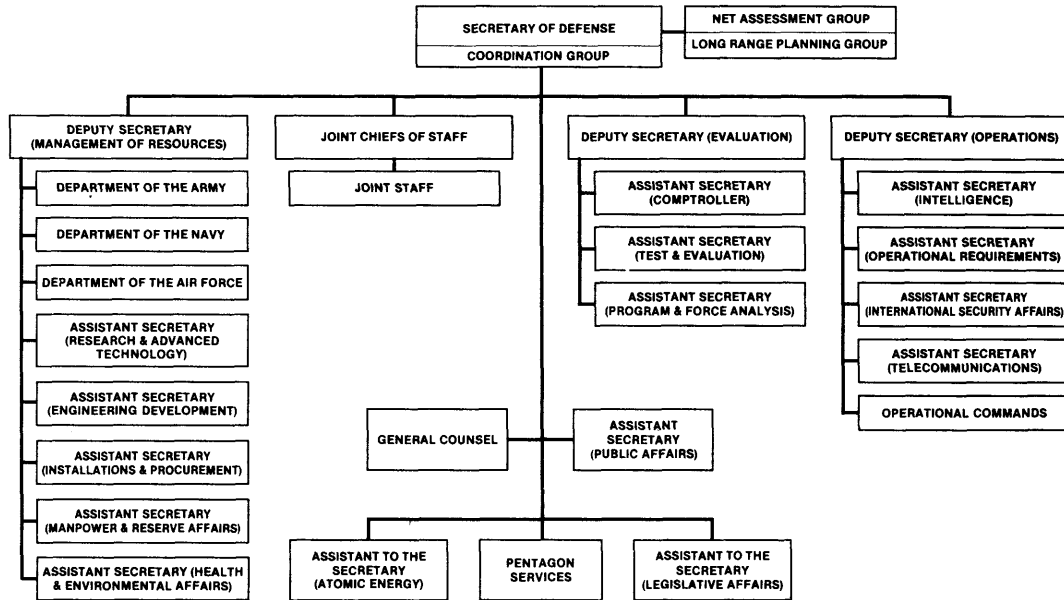 SECRETARY OF DEFENSE
COORDINATION GROUP
NET ASSESSMENT GROUP
LONG RANGE PLANNING GROUP
DEPUTY SECRETARY
(MANAGEMENT OF RESOURCES)
DEPARTMENT OF THE ARMY
DEPARTMENT OF THE NAVY
DEPARTMENT OF THE AIR FORCE
ASSISTANT SECRETARY
(RESEARCH & ADVANCED
TECHNOLOGY)
ASSISTANT SECRETARY
(ENGINEERING DEVELOPMENT)
ASSISTANT SECRETARY
(INSTALLATIONS & PROCUREMENT)
ASSISTANT SECRETARY
(MANPOWER & RESERVE AFFAIRS)
ASSISTANT SECRETARY (HEALTH
& ENVIRONMENTAL AFFAIRS)
JOINT CHIEFS OF STAFF
JOINT STAFF
DEPUTY SECRETARY (EVALUATION)
ASSISTANT SECRETARY
(COMPTROLLER)
ASSISTANT SECRETARY
(TEST & EVALUATION)
ASSISTANT SECRETARY
(PROGRAM & FORCE ANALYSIS)
DEPUTY SECRETARY (OPERATIONS)
ASSISTANT SECRETARY
(INTELLIGENCE)
ASSISTANT SECRETARY
(OPERATIONAL REQUIREMENTS)
ASSISTANT SECRETARY
(INTERNATIONAL SECURITY AFFAIRS)
ASSISTANT SECRETARY
(TELECOMMUNICATIONS)
OPERATIONAL COMMANDS
GENERAL COUNSEL
ASSISTANT
SECRETARY
(PUBLIC AFFAIRS)
ASSISTANT TO THE
SECRETARY
(ATOMIC ENERGY)
PENTAGON
SERVICES
ASSISTANT TO THE
SECRETARY
(LEGISLATIVE AFFAIRS)